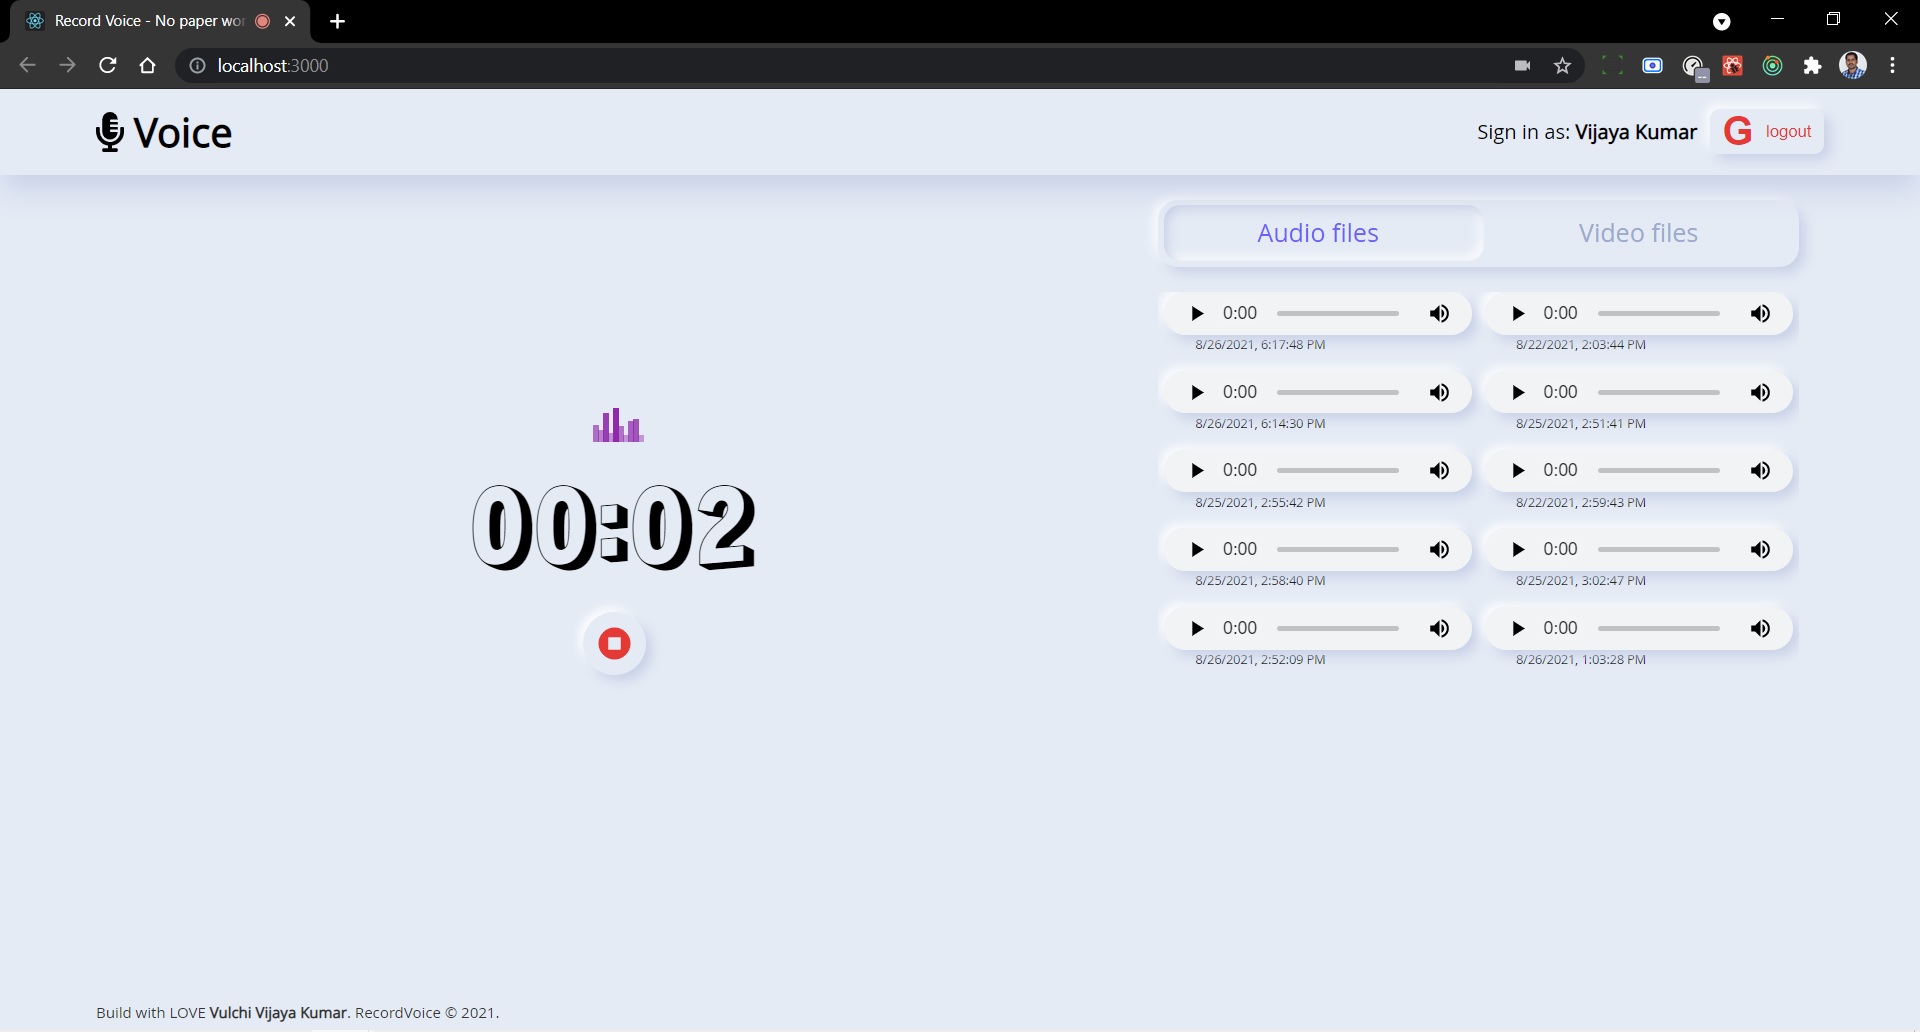 Record Voice - No paper wor
localhost:3000
Voice
Sign in as: Vijaya Kumar
G logout
Audio files
Video files
0:00
0:00
8/26/2021, 6:17:48 PM
8/22/2021, 2:03:44 PM
0:00
0:00
8/26/2021, 6:14:30 PM
8/25/2021, 2:51:41 PM
0:00
0:00
8/25/2021, 2:55:42 PM
8/22/2021, 2:59:43 PM
0:00
0:00
8/25/2021, 2:58:40 PM
8/25/2021, 3:02:47 PM
0:00
0:00
8/26/2021, 2:52:09 PM
8/26/2021, 1:03:28 PM
00:02
Build with LOVE Vulchi Vijaya Kumar. RecordVoice © 2021.